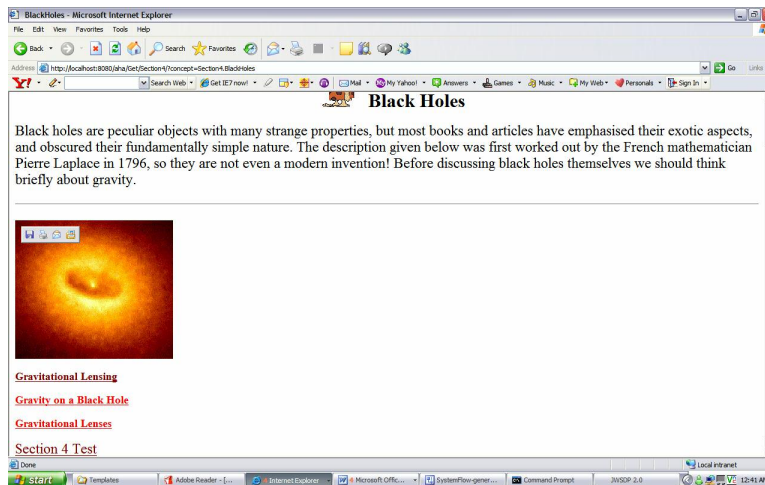 BlackHoles - Microsoft Internet Explorer
File Edit View Favorites Tools Help
Back Search Favorites
Address http://localhost:8080/aha/Get/Section4/?concept=Section4.BlackHoles Go Links
Y! Search Web Get IE7 now! Mail My Yahoo! Answers Games Music My Web Personals Sign In
Black Holes
Black holes are peculiar objects with many strange properties, but most books and articles have emphasised their exotic aspects,
and obscured their fundamentally simple nature. The description given below was first worked out by the French mathematician
Pierre Laplace in 1796, so they are not even a modern invention! Before discussing black holes themselves we should think
briefly about gravity.
Gravitational Lensing
Gravity on a Black Hole
Gravitational Lenses
Section 4 Test
Done Local intranet
start Templates Adobe Reader - [... 4 Internet Explorer 4 Microsoft Offic... SystemFlow-gener... Command Prompt JWSDP 2.0 12:41 AM